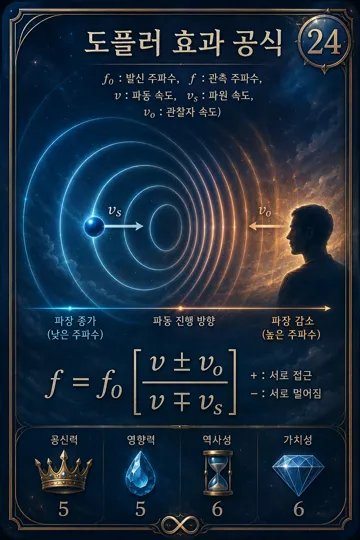 도플러 효과 공식
24
f₀ : 발신 주파수, f : 관측 주파수,
v : 파동 속도, vₛ : 파원 속도,
vₒ : 관찰자 속도)
vₛ
vₒ
파장 증가
(낮은 주파수)
파동 진행 방향
파장 감소
(높은 주파수)
f = f₀ [ (v ± vₒ) / (v ∓ vₛ) ]
+ : 서로 접근
− : 서로 멀어짐
공신력 영향력 역사성 가치성
5 5 6 6